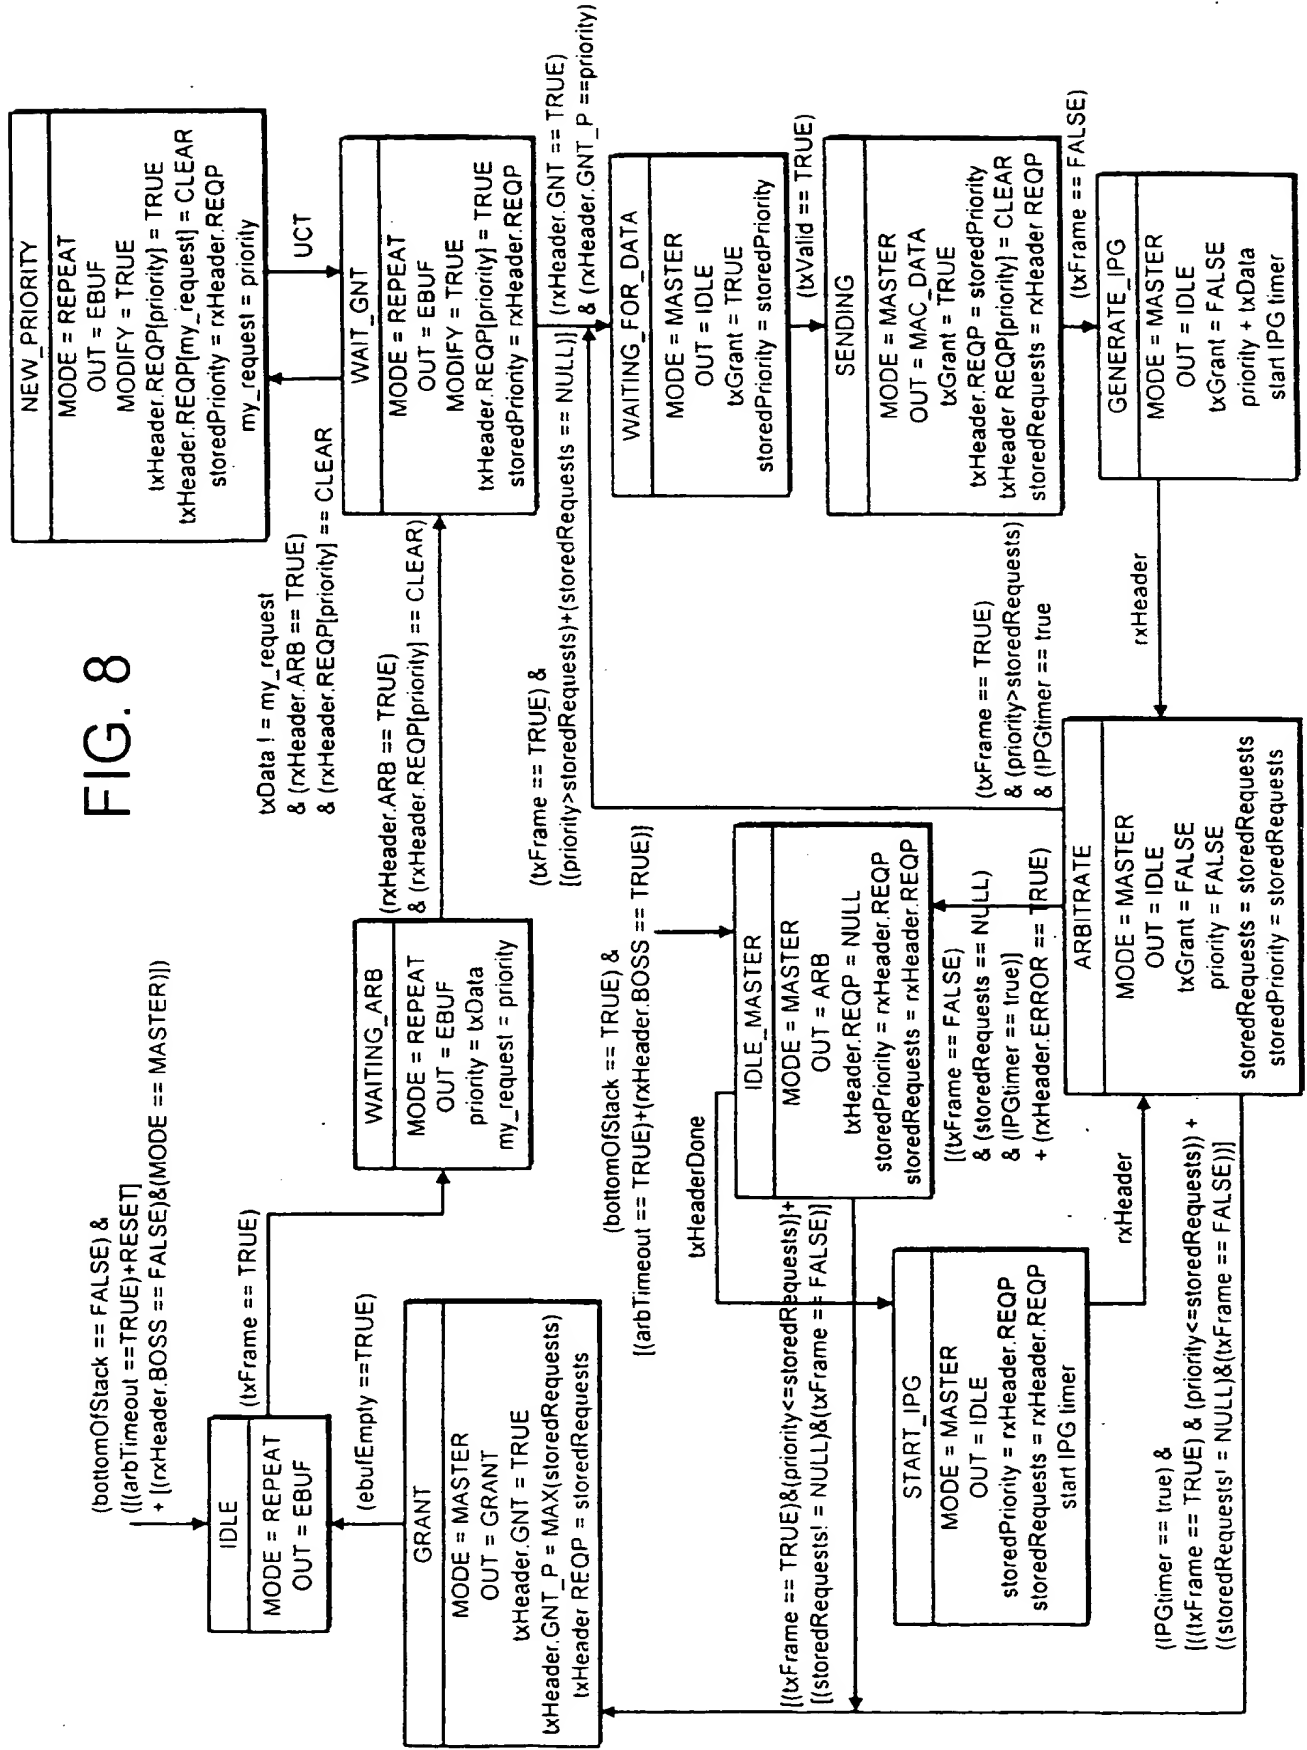 FIG. 8
(bottomOfStack == FALSE) &
([(arbTimeout ==TRUE)+RESET]
+ [(rxHeader.BOSS == FALSE)&(MODE == MASTER)])
IDLE
MODE = REPEAT
OUT = EBUF
(txFrame == TRUE)
(ebufEmpty ==TRUE)
GRANT
MODE = MASTER
OUT = GRANT
txHeader.GNT = TRUE
txHeader.GNT_P = MAX(storedRequests)
txHeader REQP = storedRequests
WAITING_ARB
MODE = REPEAT
OUT = EBUF
priority = txData
my_request = priority
(rxHeader.ARB == TRUE)
& (rxHeader.REQP[priority] == CLEAR)
txData ! = my_request
& (rxHeader.ARB == TRUE)
& (rxHeader.REQP[priority] == CLEAR
NEW_PRIORITY
MODE = REPEAT
OUT = EBUF
MODIFY = TRUE
txHeader.REQP[priority] = TRUE
txHeader.REQP[my_request] = CLEAR
storedPriority = rxHeader.REQP
my_request = priority
UCT
WAIT_GNT
MODE = REPEAT
OUT = EBUF
MODIFY = TRUE
txHeader.REQP[priority] = TRUE
storedPriority = rxHeader.REQP
(rxHeader.GNT == TRUE)
& (rxHeader.GNT_P ==priority)
(txFrame == TRUE) &
[(priority>storedRequests)+(storedRequests == NULL)]
WAITING_FOR_DATA
MODE = MASTER
OUT = IDLE
txGrant = TRUE
storedPriority = storedPriority
(txValid == TRUE)
SENDING
MODE = MASTER
OUT = MAC_DATA
txGrant = TRUE
txHeader.REQP = storedPriority
txHeader REQP[priority] = CLEAR
storedRequests = rxHeader REQP
(txFrame == FALSE)
GENERATE_IPG
MODE = MASTER
OUT = IDLE
txGrant = FALSE
priority + txData
start IPG timer
rxHeader
(bottomOfStack == TRUE) &
[(arbTimeout == TRUE)+(rxHeader.BOSS == TRUE)]
IDLE_MASTER
MODE = MASTER
OUT = ARB
txHeader.REQP = NULL
storedPriority = rxHeader.REQP
storedRequests = rxHeader.REQP
txHeaderDone
[(txFrame == TRUE)&(priority<=storedRequests)]+
[(storedRequests! = NULL)&(txFrame == FALSE)]
START_IPG
MODE = MASTER
OUT = IDLE
storedPriority = rxHeader.REQP
storedRequests = rxHeader.REQP
start IPG timer
rxHeader
[(txFrame == FALSE)
& (storedRequests == NULL)
& (IPGtimer == true)]
+ (rxHeader.ERROR == TRUE)
(txFrame == TRUE)
& (priority>storedRequests)
& (IPGtimer == true
ARBITRATE
MODE = MASTER
OUT = IDLE
txGrant = FALSE
priority = FALSE
storedRequests = storedRequests
storedPriority = storedRequests
(IPGtimer == true) &
[((txFrame == TRUE) & (priority<=storedRequests)) +
((storedRequests! = NULL)&(txFrame == FALSE))]